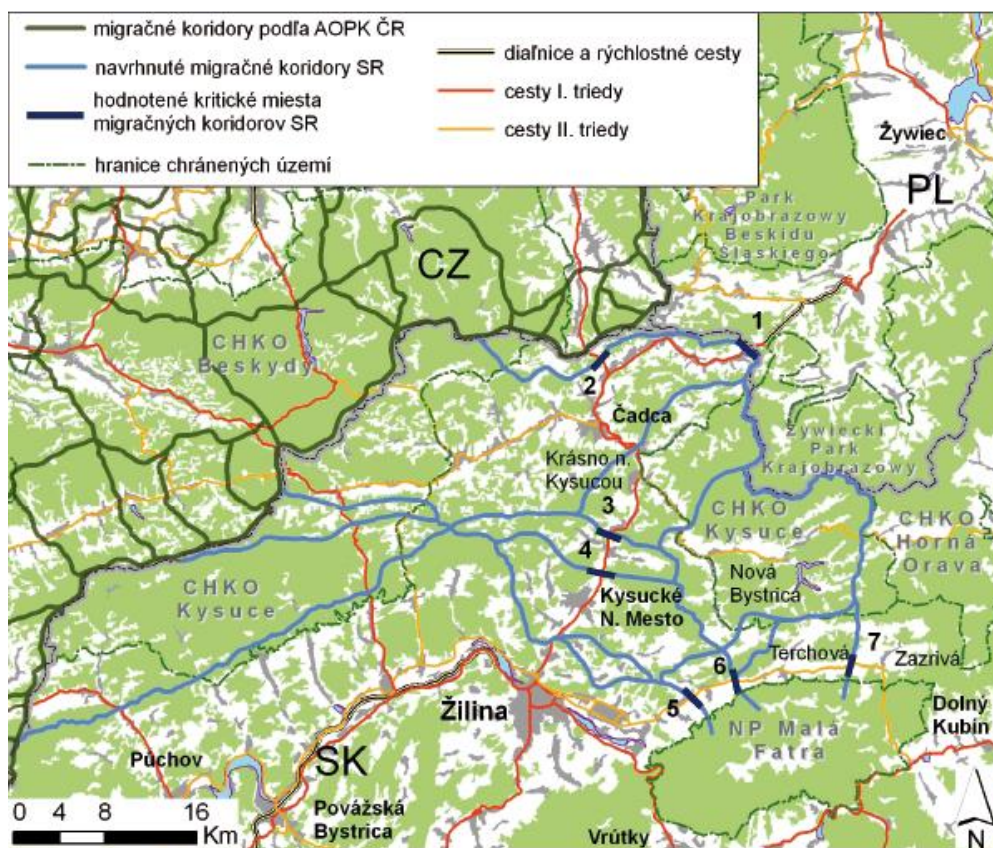 migračné koridory podľa AOPK ČR
navrhnuté migračné koridory SR
hodnotené kritické miesta
migračných koridorov SR
hranice chránených území
diaľnice a rýchlostné cesty
cesty I. triedy
cesty II. triedy
Żywiec
PL
Park
Krajobrazowy
Beskidu
Śląskiego
CZ
CHKO
Beskydy
1
2
Čadca
Krásno n.
Kysucou
Żywiecki
Park
Krajobrazowy
3
CHKO
Kysuce
CHKO
Horná
Orava
4
CHKO
Kysuce
Nová
Bystrica
Kysucké
N. Mesto
Terchová
7
Zazrivá
6
5
Žilina
NP Malá
Fatra
Dolný
Kubín
SK
Púchov
Považská
Bystrica
Vrútky
0 4 8 16
Km
N